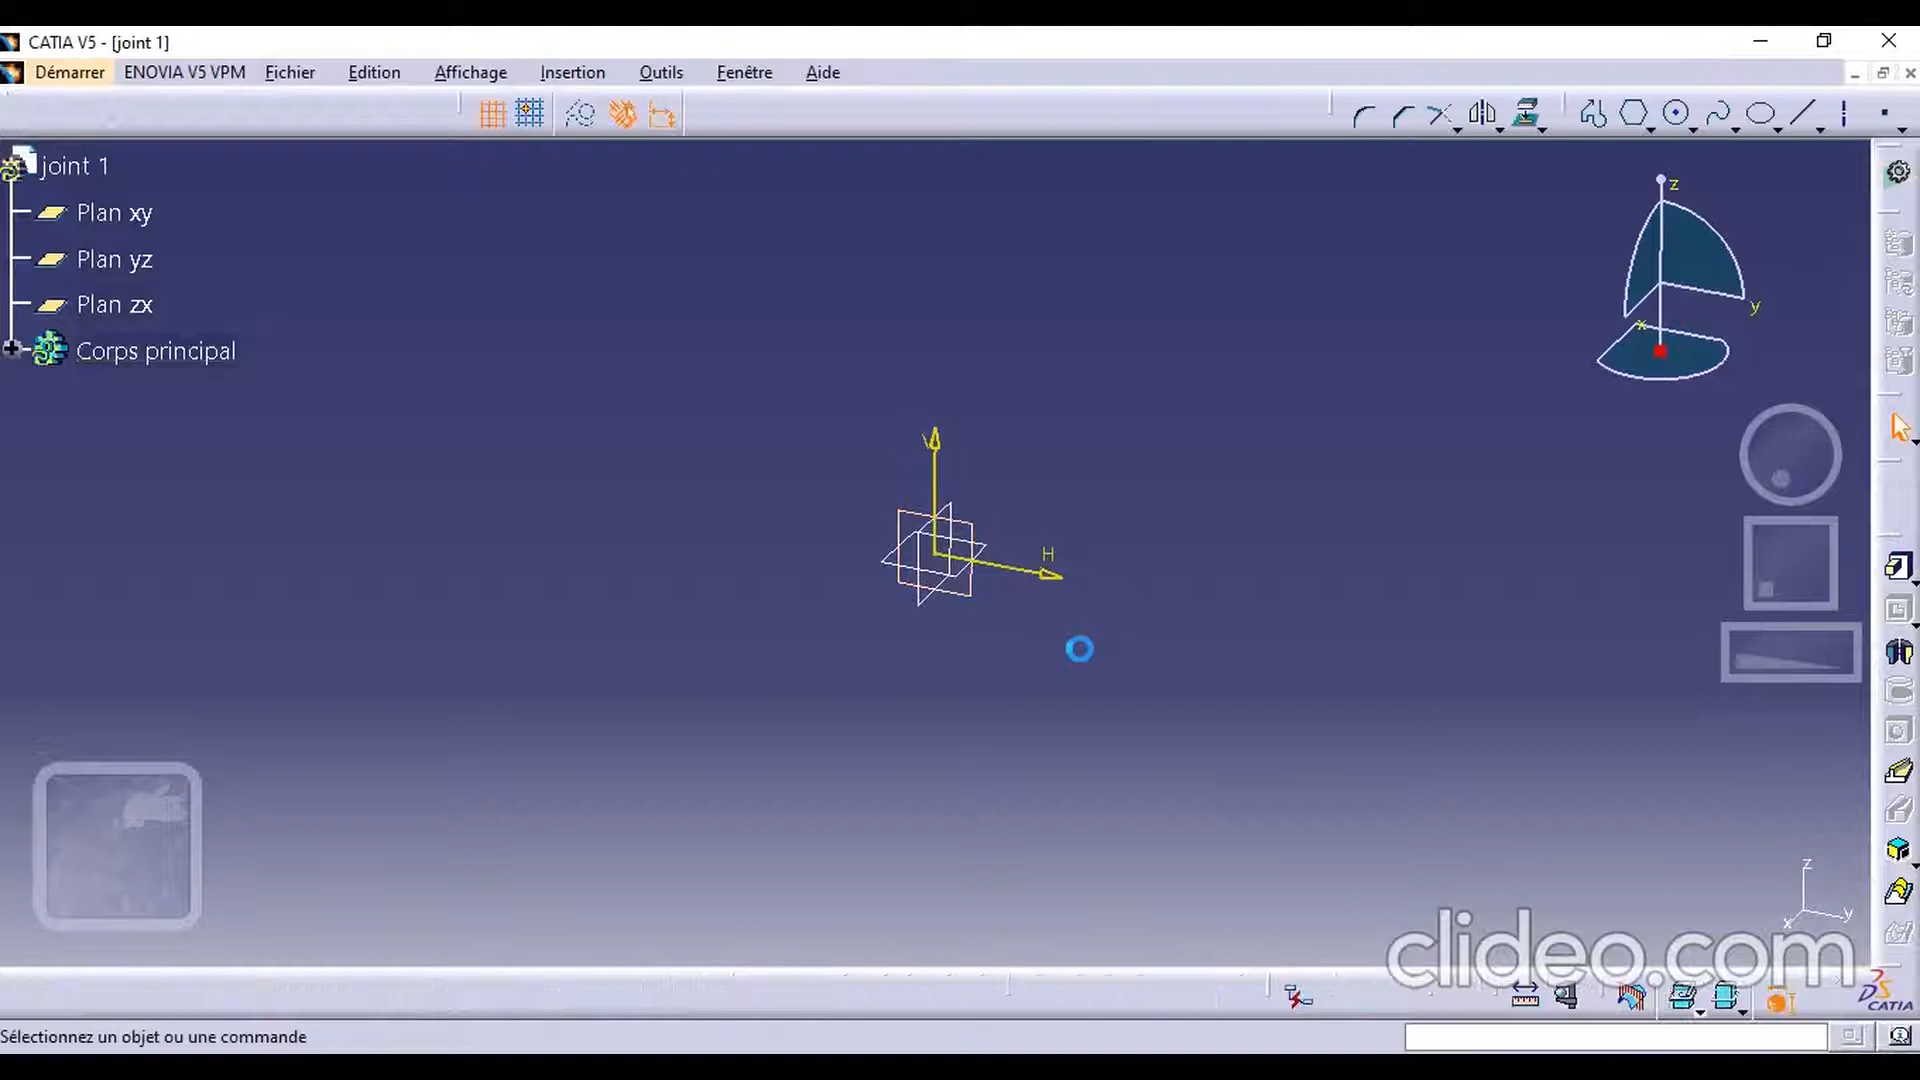 CATIA V5 - [joint 1]
Démarrer ENOVIA V5 VPM Fichier Edition Affichage Insertion Outils Fenêtre Aide
joint 1
Plan xy
Plan yz
Plan zx
Corps principal
z
y
x
V
H
z
y
x
clideo.com
CATIA
Sélectionnez un objet ou une commande